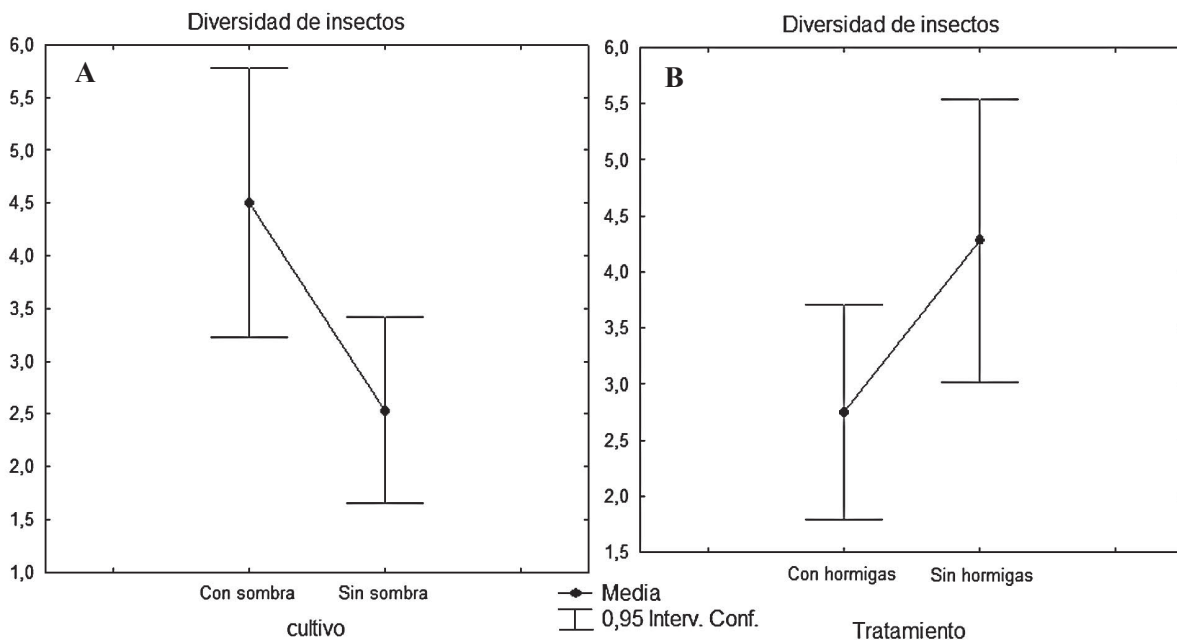 Diversidad de insectos
A
6,0
5,5
5,0
4,5
4,0
3,5
3,0
2,5
2,0
1,5
1,0
Con sombra
Sin sombra
cultivo
Diversidad de insectos
B
6,0
5,5
5,0
4,5
4,0
3,5
3,0
2,5
2,0
1,5
Con hormigas
Sin hormigas
Tratamiento
Media
0,95 Interv. Conf.